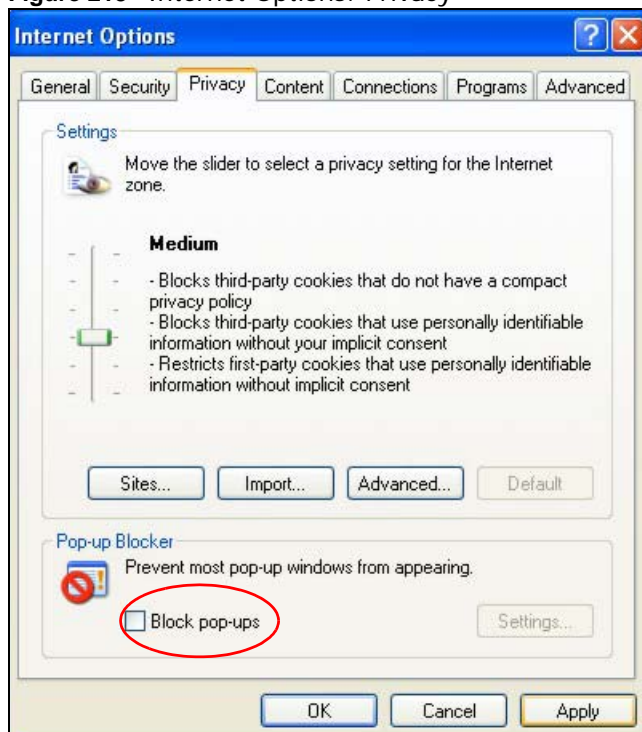 Internet Options
General Security Privacy Content Connections Programs Advanced
Settings
Move the slider to select a privacy setting for the Internet
zone.
Medium
- Blocks third-party cookies that do not have a compact
privacy policy
- Blocks third-party cookies that use personally identifiable
information without your implicit consent
- Restricts first-party cookies that use personally identifiable
information without implicit consent
Sites... Import... Advanced... Default
Pop-up Blocker
Prevent most pop-up windows from appearing.
Block pop-ups
Settings...
OK Cancel Apply